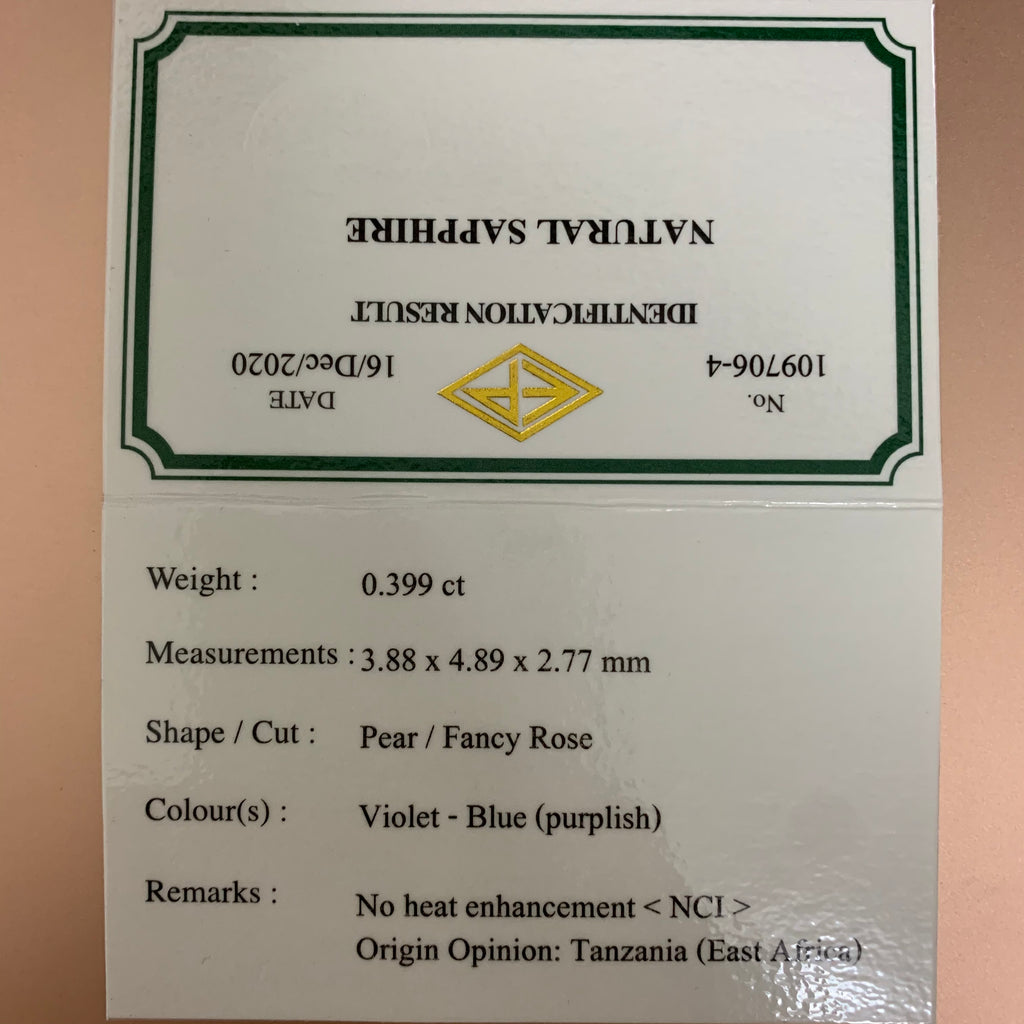 No. DATE
109706-4 16/Dec/2020
IDENTIFICATION RESULT
NATURAL SAPPHIRE
Weight : 0.399 ct
Measurements : 3.88 x 4.89 x 2.77 mm
Shape / Cut : Pear / Fancy Rose
Colour(s) : Violet - Blue (purplish)
Remarks : No heat enhancement < NCI >
Origin Opinion: Tanzania (East Africa)